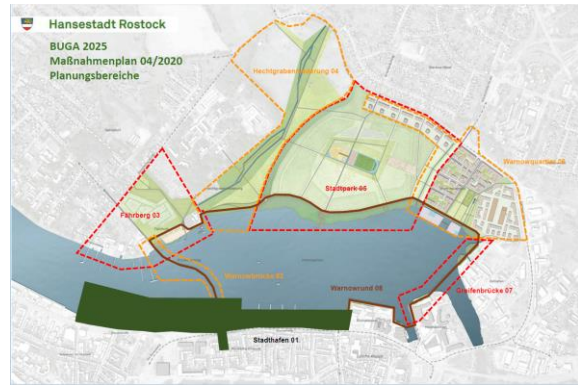 Hansestadt Rostock
BUGA 2025
Maßnahmenplan 04/2020
Planungsbereiche
Hechtgrabenniederung 04
Stadtpark 05
Warnowquartier 06
Fährberg 03
Warnowbrücke 02
Warnowrund 08
Greifenbrücke 07
Stadthafen 01